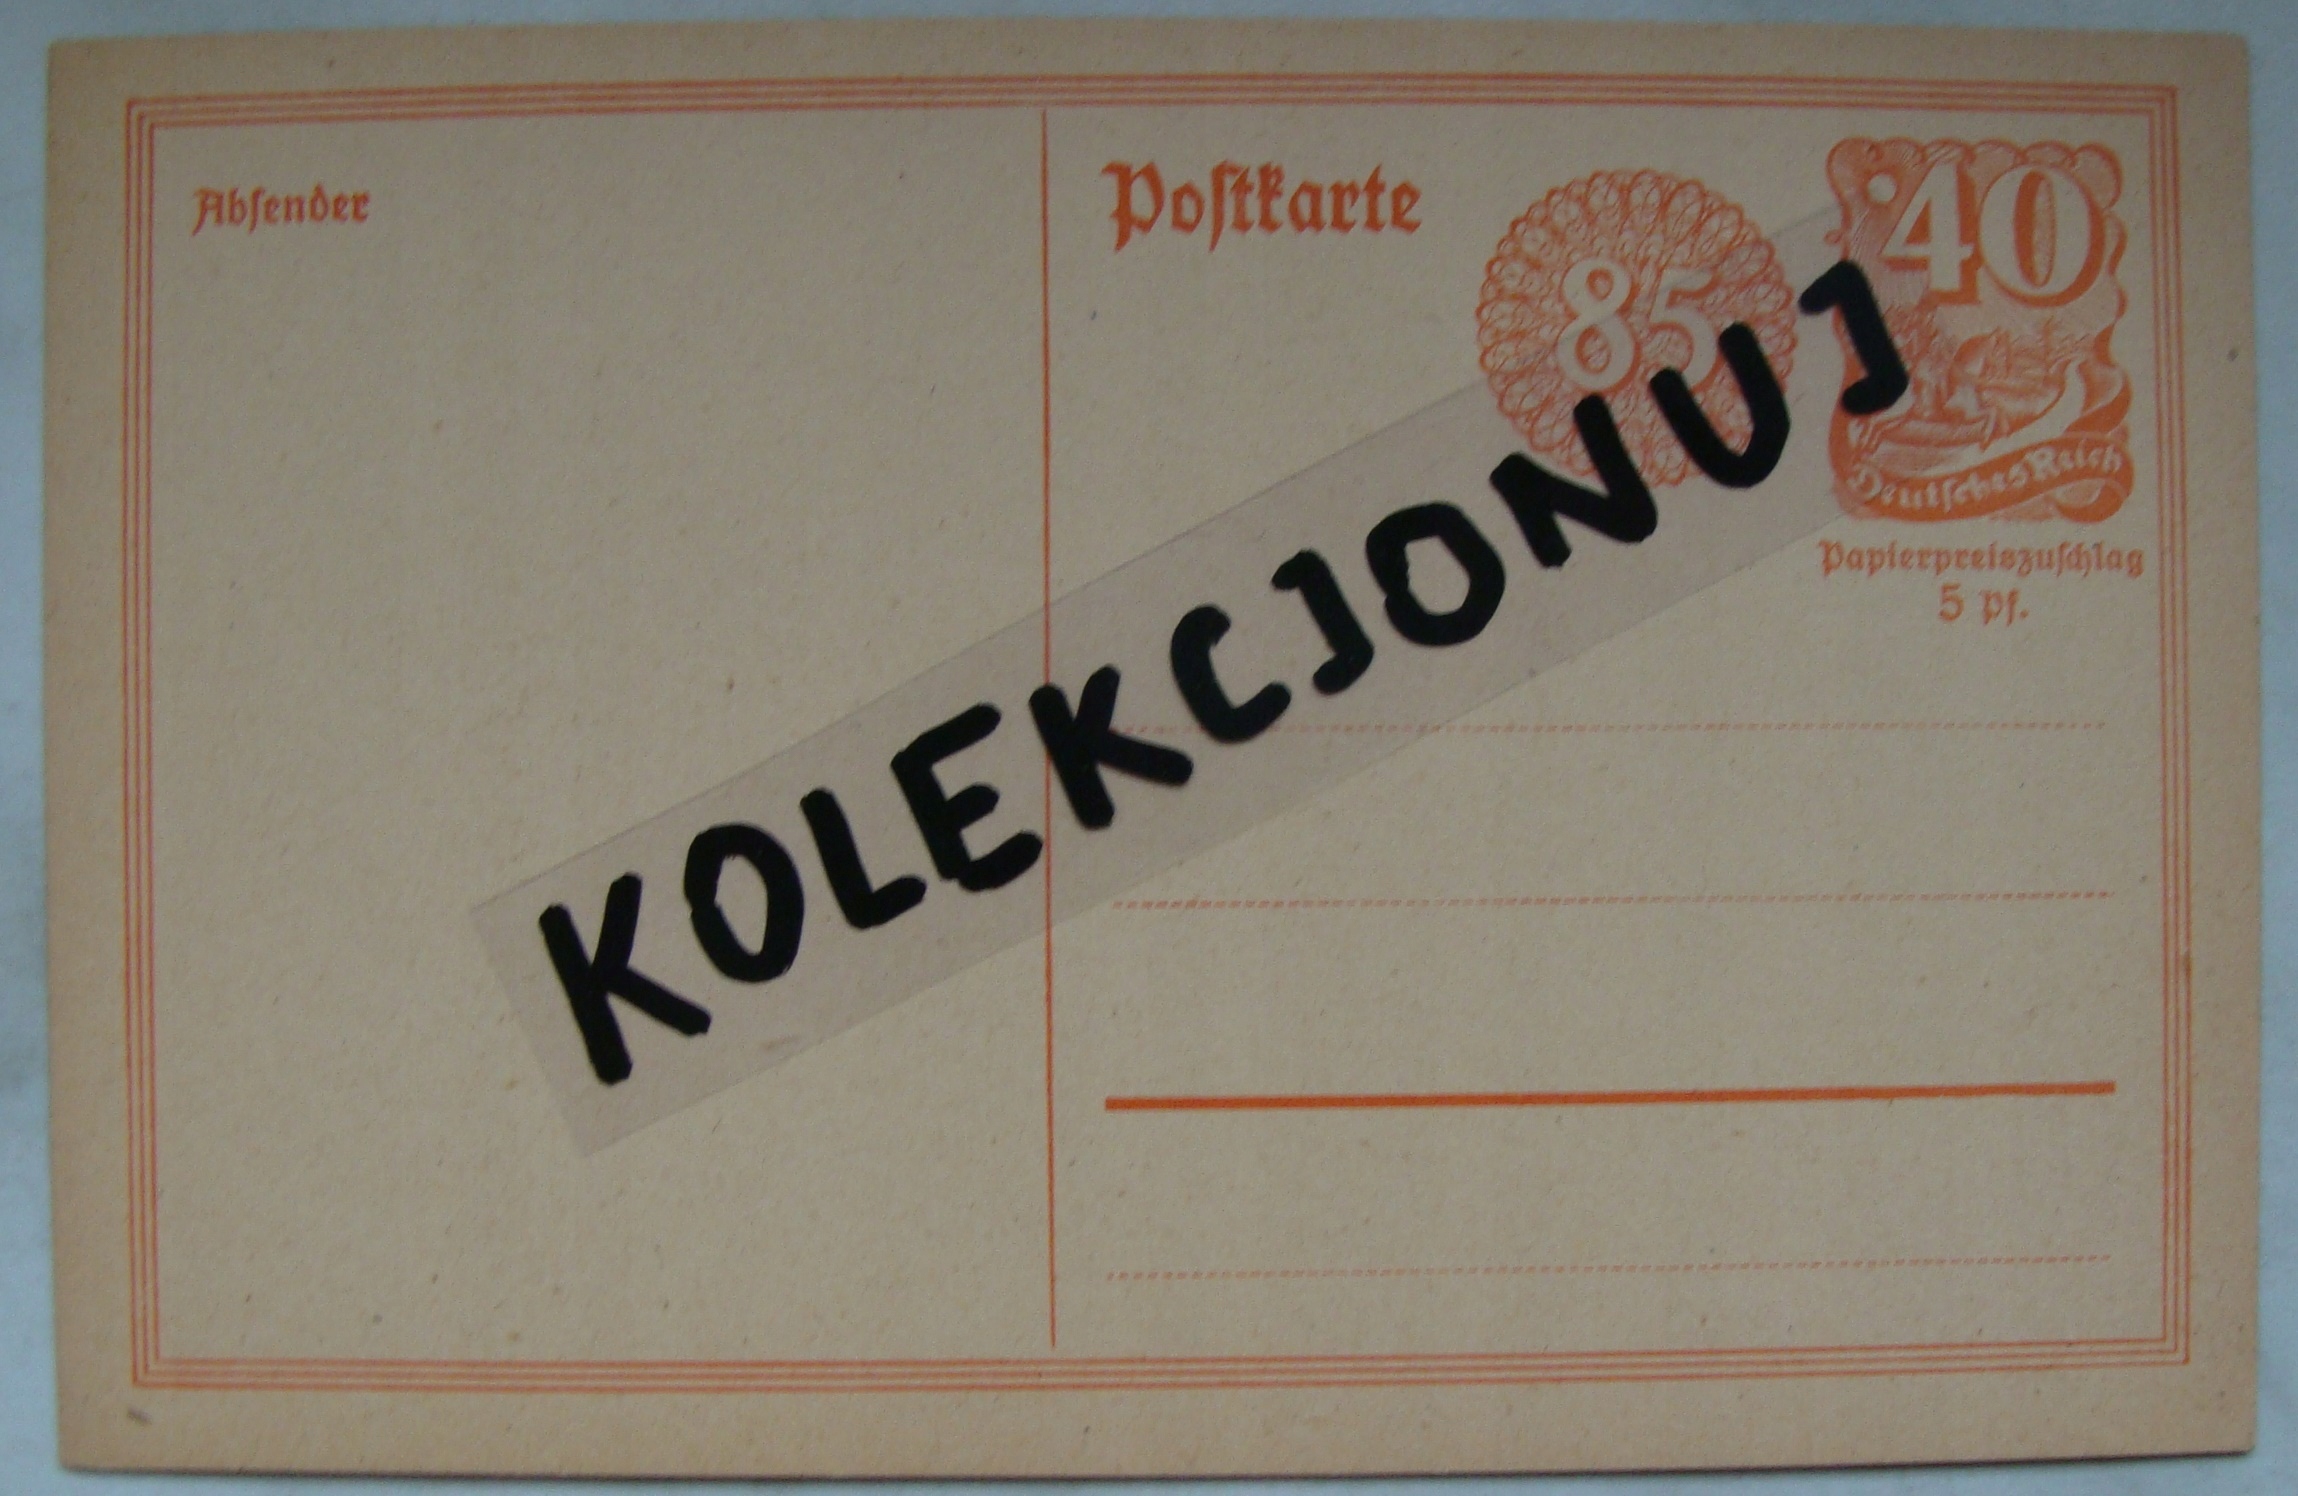 Absender
Postkarte
85
40
Deutsches Reich
Papierpreiszuschlag
5 Pf.
KOLEKCJONUJ